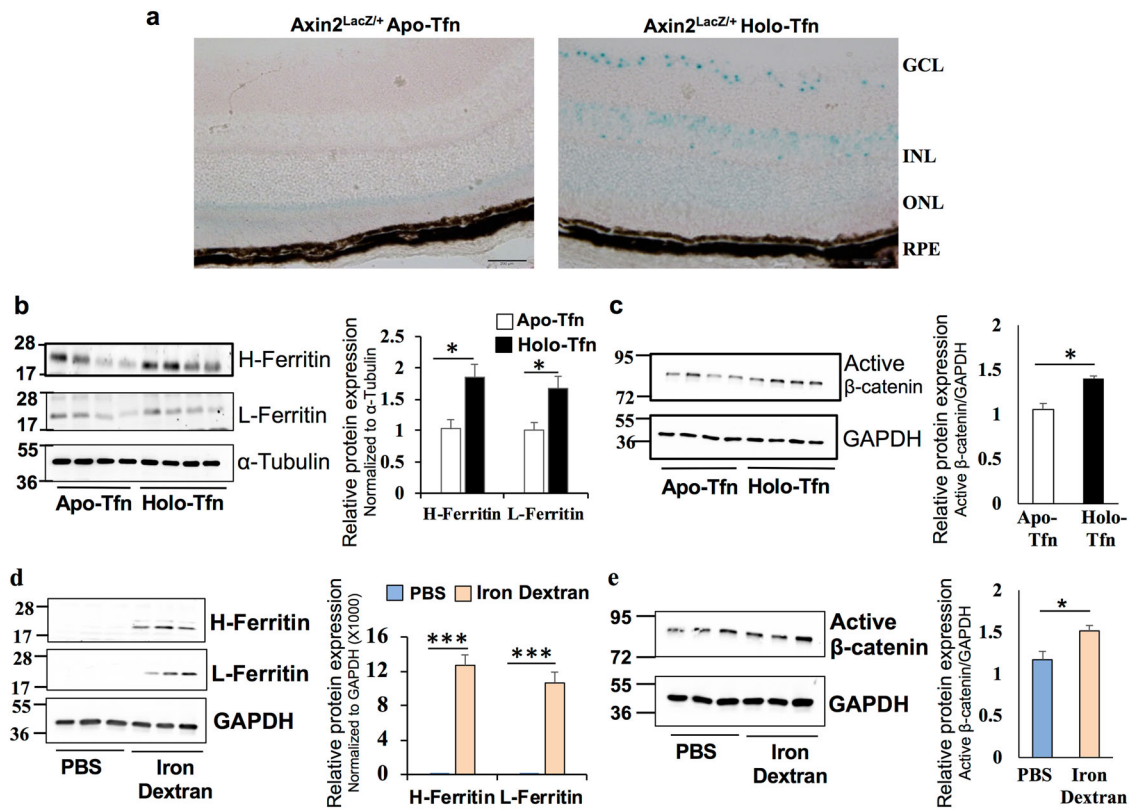 a
Axin2LacZ/+ Apo-Tfn
Axin2LacZ/+ Holo-Tfn
GCL
INL
ONL
RPE
b
28
17
H-Ferritin
28
17
L-Ferritin
55
36
α-Tubulin
Apo-Tfn Holo-Tfn
Relative protein expression
Normalized to α-Tubulin
2.5
2
1.5
1
0.5
0
Apo-Tfn
Holo-Tfn
*
*
H-Ferritin L-Ferritin
c
95
72
Active
β-catenin
55
36
GAPDH
Apo-Tfn Holo-Tfn
Relative protein expression
Active β-catenin/GAPDH
2
1.5
1
0.5
0
*
Apo-
Tfn
Holo-
Tfn
d
28
17
H-Ferritin
28
17
L-Ferritin
55
36
GAPDH
PBS
Iron
Dextran
Relative protein expression
Normalized to GAPDH (X1000)
PBS
Iron Dextran
16
12
8
4
0
***
***
H-Ferritin L-Ferritin
e
95
72
Active
β-catenin
55
36
GAPDH
PBS
Iron
Dextran
Relative protein expression
Active β-catenin/GAPDH
2
1.5
1
0.5
0
*
PBS
Iron
Dextran